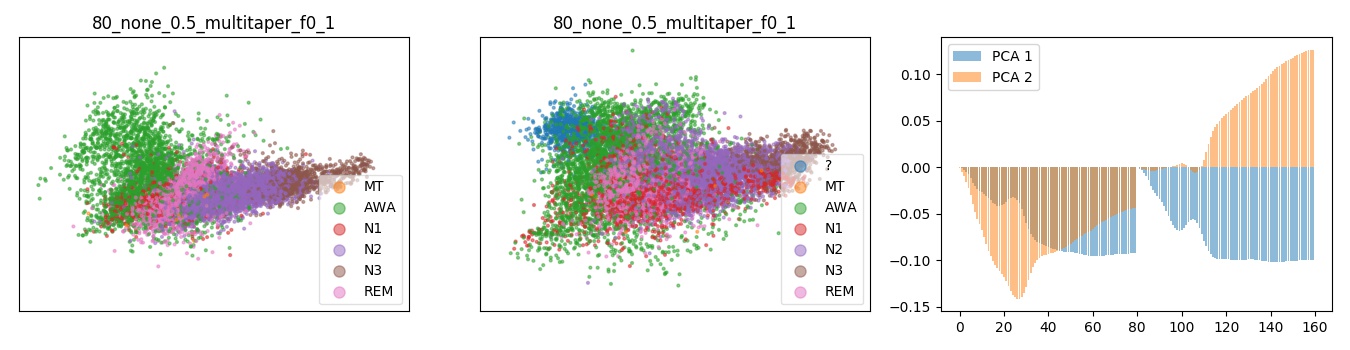 80_none_0.5_multitaper_f0_1
MT
AWA
N1
N2
N3
REM
80_none_0.5_multitaper_f0_1
?
MT
AWA
N1
N2
N3
REM
PCA 1
PCA 2
0.10
0.05
0.00
−0.05
−0.10
−0.15
0 20 40 60 80 100 120 140 160